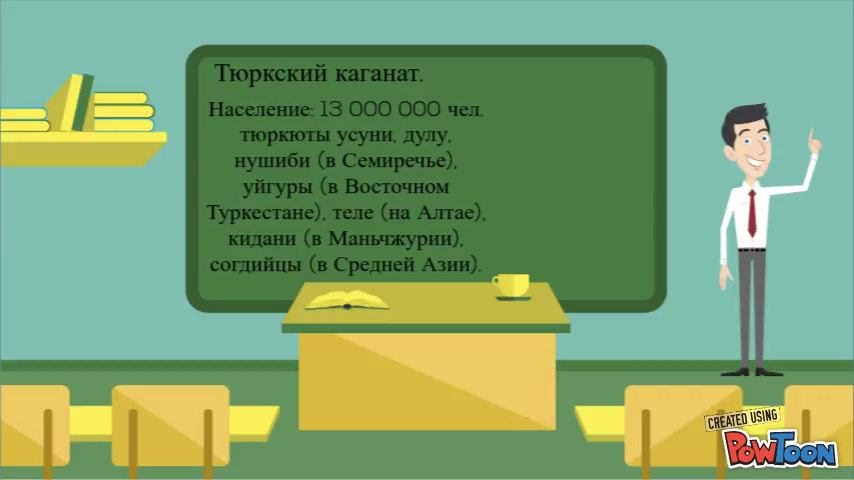 Тюркский каганат.
Население: 13 000 000 чел.
тюркюты усуни, дулу,
нушиби (в Семиречье),
уйгуры (в Восточном
Туркестане), теле (на Алтае),
кидани (в Маньчжурии),
согдийцы (в Средней Азии).
CREATED USING
POWTOON